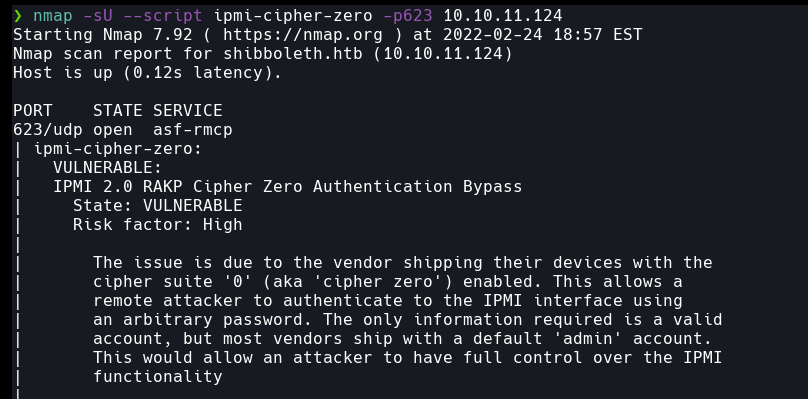 ❯ nmap -sU --script ipmi-cipher-zero -p623 10.10.11.124
Starting Nmap 7.92 ( https://nmap.org ) at 2022-02-24 18:57 EST
Nmap scan report for shibboleth.htb (10.10.11.124)
Host is up (0.12s latency).

PORT    STATE SERVICE
623/udp open  asf-rmcp
| ipmi-cipher-zero:
|   VULNERABLE:
|   IPMI 2.0 RAKP Cipher Zero Authentication Bypass
|     State: VULNERABLE
|     Risk factor: High
|
|       The issue is due to the vendor shipping their devices with the
|       cipher suite '0' (aka 'cipher zero') enabled. This allows a
|       remote attacker to authenticate to the IPMI interface using
|       an arbitrary password. The only information required is a valid
|       account, but most vendors ship with a default 'admin' account.
|       This would allow an attacker to have full control over the IPMI
|       functionality
|